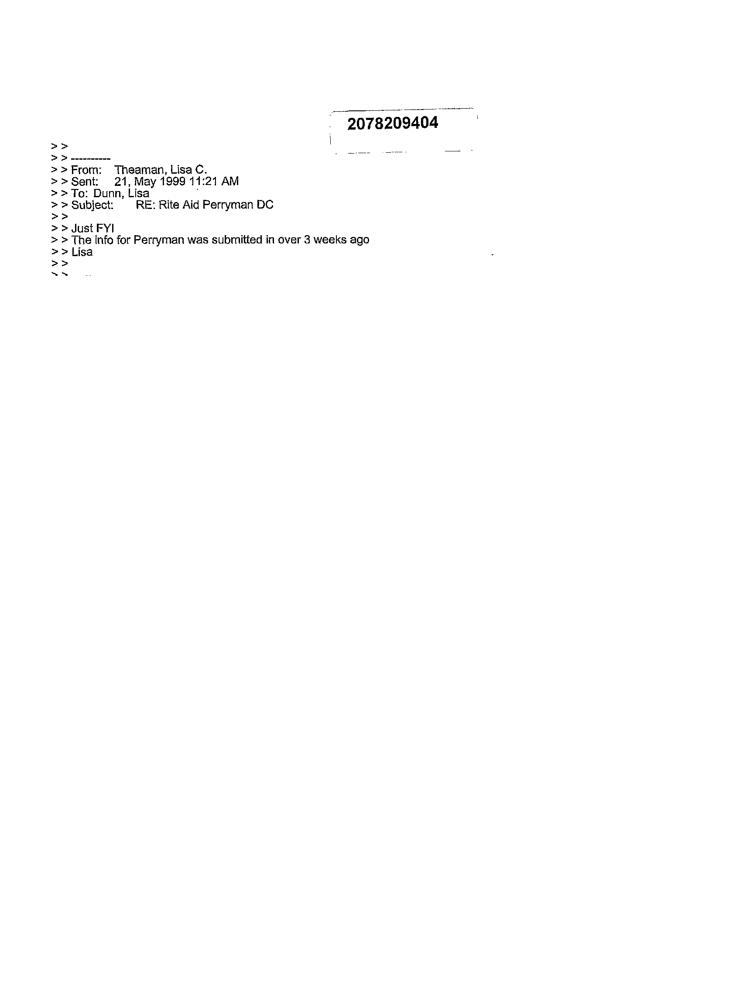 2078209404
> >
> > ----------
> > From: Theaman, Lisa C.
> > Sent: 21, May 1999 11:21 AM
> > To: Dunn, Lisa
> > Subject: RE: Rite Aid Perryman DC
> >
> > Just FYI
> > The info for Perryman was submitted in over 3 weeks ago
> > Lisa
> >